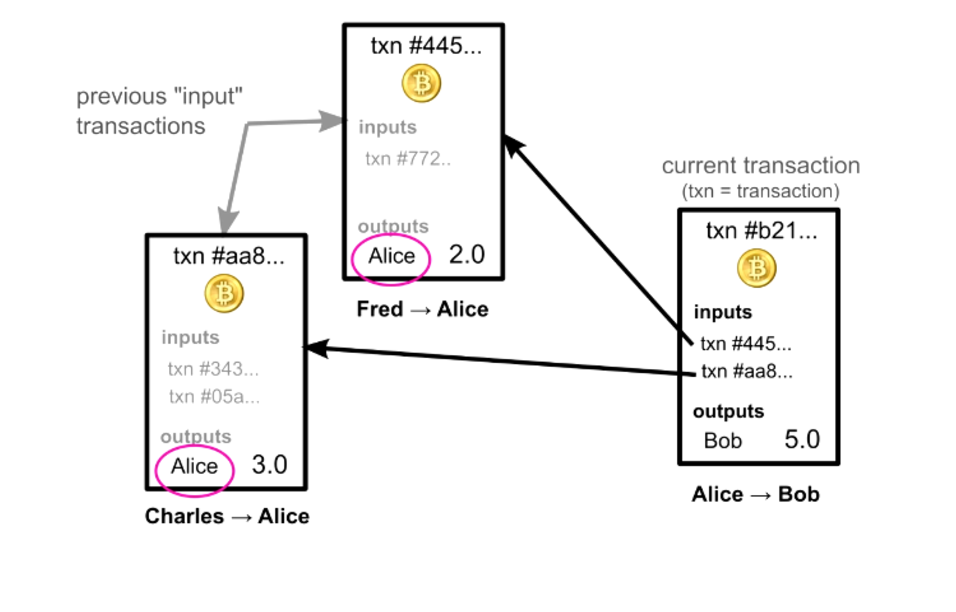 previous "input"
transactions
txn #445...
inputs
txn #772..
outputs
Alice 2.0
Fred → Alice
txn #aa8...
inputs
txn #343...
txn #05a...
outputs
Alice 3.0
Charles → Alice
current transaction
(txn = transaction)
txn #b21...
inputs
txn #445...
txn #aa8...
outputs
Bob 5.0
Alice → Bob